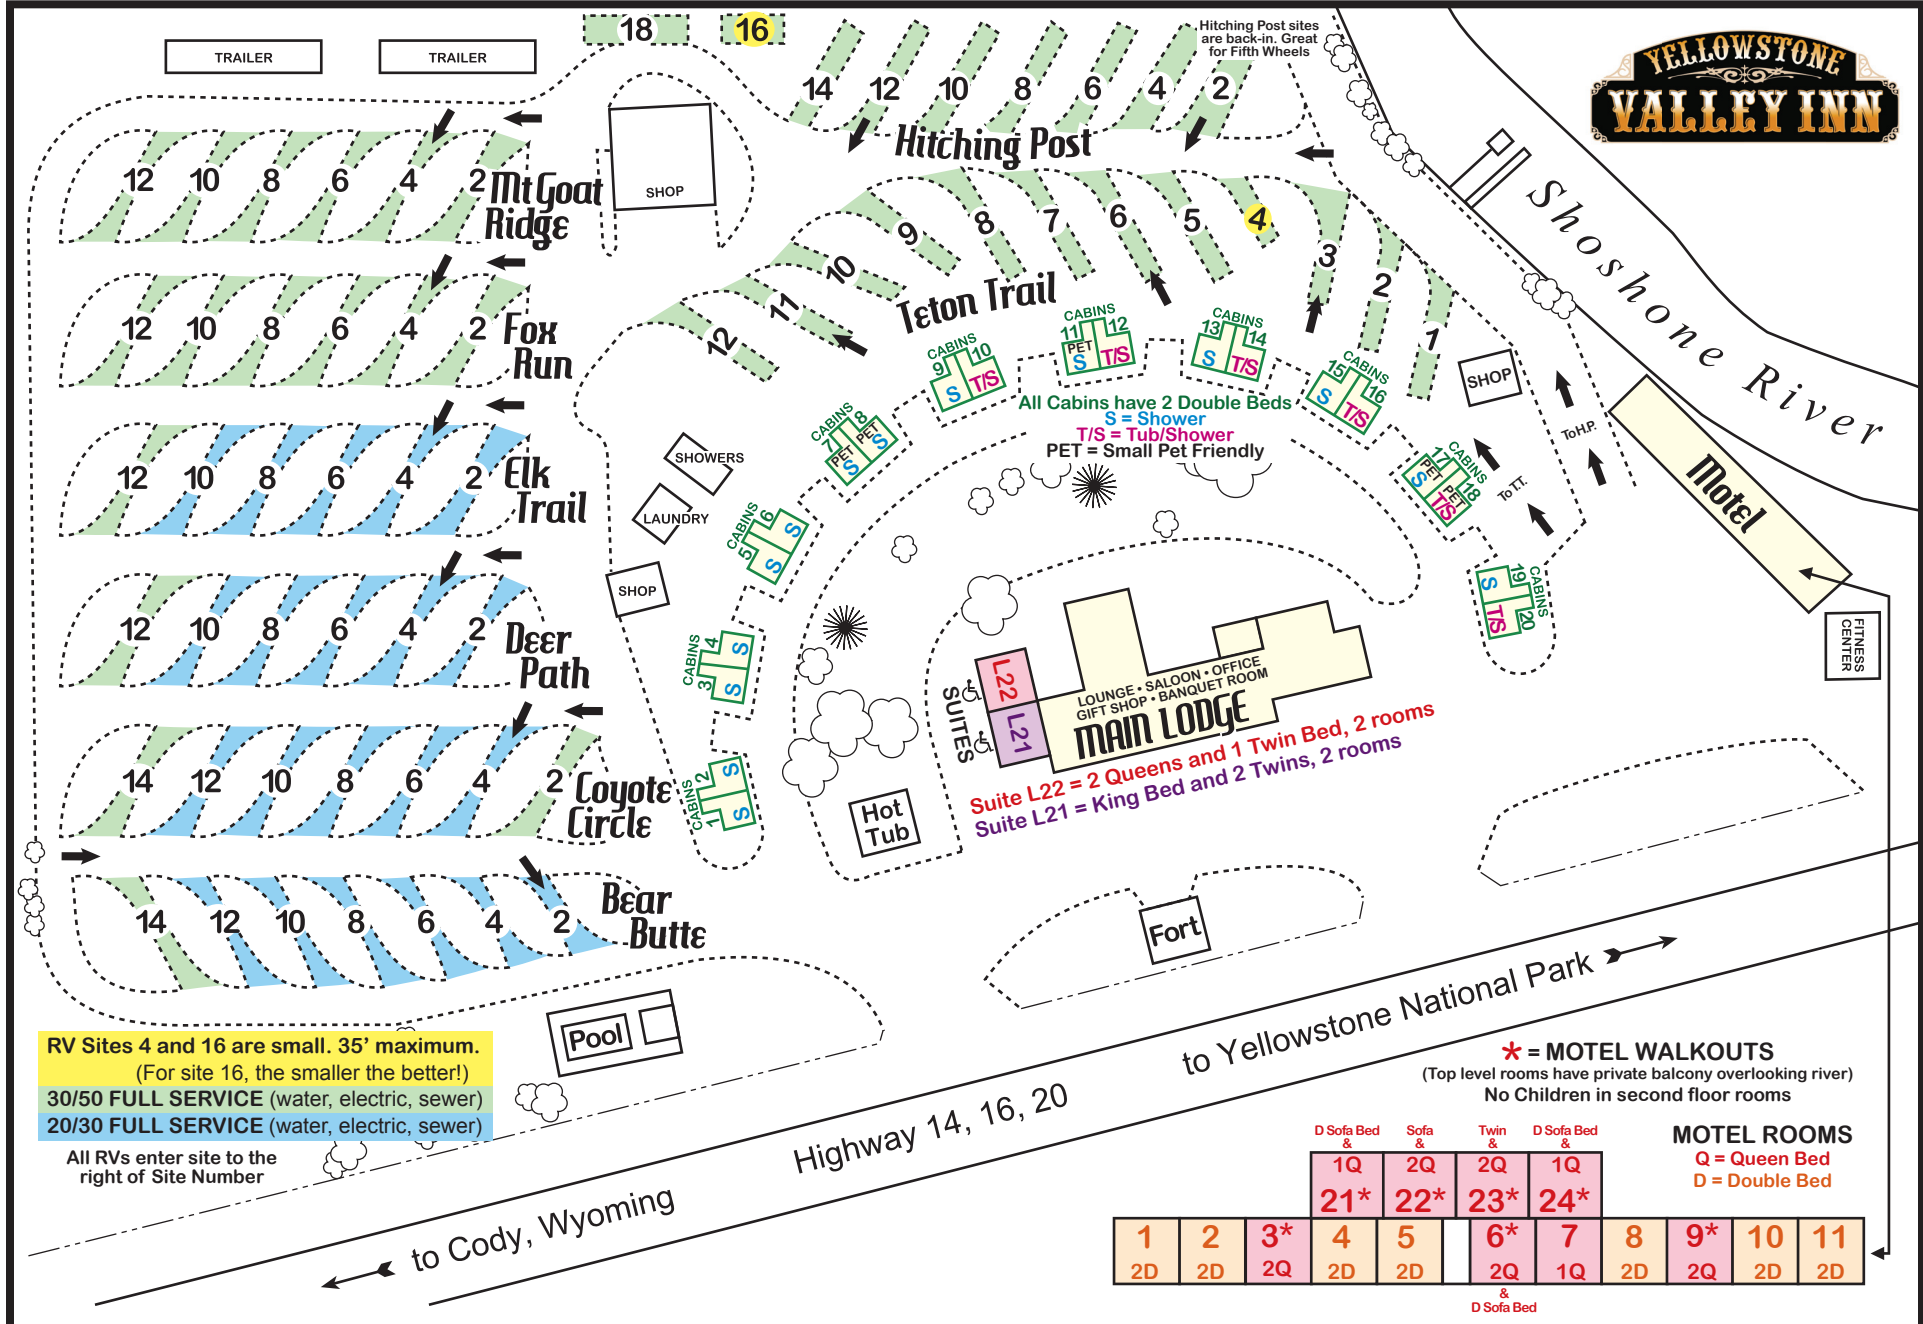 YELLOWSTONE
VALLEY INN
Hitching Post sites
are back-in. Great
for Fifth Wheels
TRAILER
TRAILER
18
16
14
12
10
8
6
4
2
Hitching Post
SHOP
12
10
8
6
4
2
Mt Goat
Ridge
12
10
8
6
4
2
Fox
Run
12
10
8
6
4
2
Elk
Trail
12
10
8
6
4
2
Deer
Path
14
12
10
8
6
4
2
Coyote
Circle
14
12
10
8
6
4
2
Bear
Butte
12
11
10
9
8
7
6
5
4
3
2
1
Teton Trail
Shoshone River
SHOP
To H.P.
To T.T.
Motel
FITNESS
CENTER
SHOWERS
LAUNDRY
SHOP
CABINS
1
2
S
S
CABINS
3
4
S
S
CABINS
5
6
S
S
CABINS
7
8
PET
PET
S
S
CABINS
9
10
S
T/S
CABINS
11
12
PET
S
T/S
CABINS
13
14
S
T/S
CABINS
15
16
S
T/S
CABINS
17
18
PET
PET
S
T/S
CABINS
19
20
S
T/S
All Cabins have 2 Double Beds
S = Shower
T/S = Tub/Shower
PET = Small Pet Friendly
SUITES
L22
L21
LOUNGE • SALOON • OFFICE
GIFT SHOP • BANQUET ROOM
MAIN LODGE
Suite L22 = 2 Queens and 1 Twin Bed, 2 rooms
Suite L21 = King Bed and 2 Twins, 2 rooms
Hot
Tub
Fort
Pool
to Yellowstone National Park
Highway 14, 16, 20
to Cody, Wyoming
RV Sites 4 and 16 are small. 35’ maximum.
(For site 16, the smaller the better!)
30/50 FULL SERVICE (water, electric, sewer)
20/30 FULL SERVICE (water, electric, sewer)
All RVs enter site to the
right of Site Number
* = MOTEL WALKOUTS
(Top level rooms have private balcony overlooking river)
No Children in second floor rooms
MOTEL ROOMS
Q = Queen Bed
D = Double Bed
D Sofa Bed Sofa Twin D Sofa Bed
& & & &
1Q 2Q 2Q 1Q
21* 22* 23* 24*
1 2 3* 4 5 6* 7 8 9* 10 11
2D 2D 2Q 2D 2D 2Q 1Q 2D 2Q 2D 2D
&
D Sofa Bed